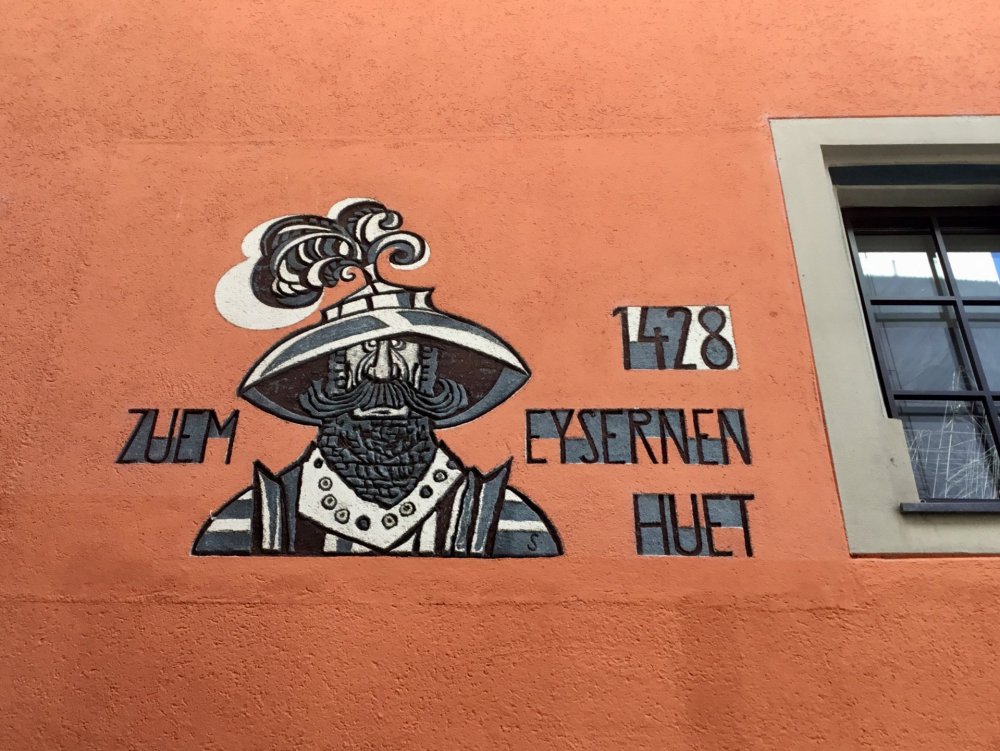 1428
ZUEM EYSERNEN
HUET
S